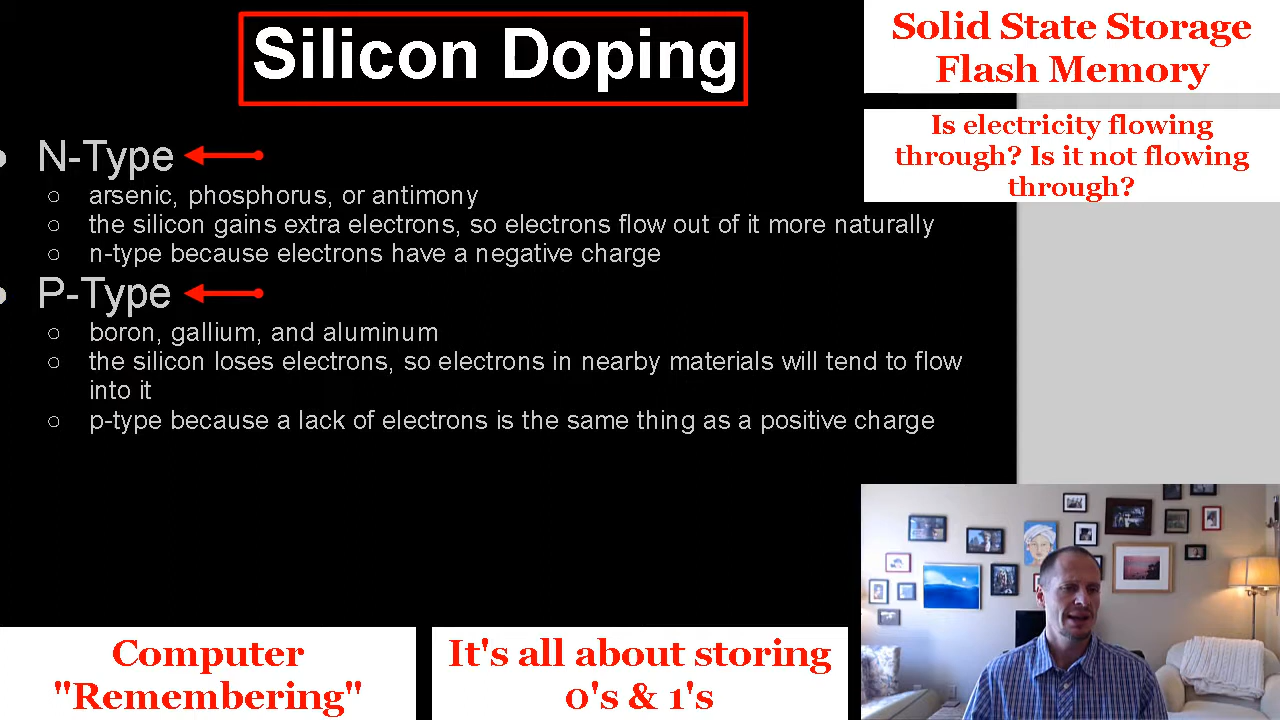 Silicon Doping
Solid State Storage
Flash Memory
Is electricity flowing
through? Is it not flowing
through?
N-Type
arsenic, phosphorus, or antimony
the silicon gains extra electrons, so electrons flow out of it more naturally
n-type because electrons have a negative charge
P-Type
boron, gallium, and aluminum
the silicon loses electrons, so electrons in nearby materials will tend to flow
into it
p-type because a lack of electrons is the same thing as a positive charge
Computer
"Remembering"
It's all about storing
0's & 1's